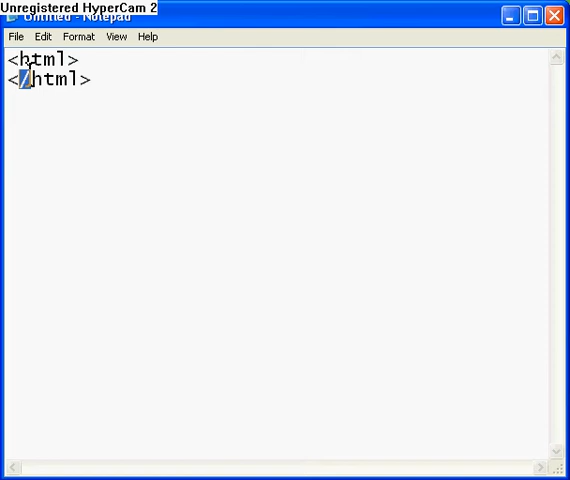 Unregistered HyperCam 2
Untitled - Notepad
File Edit Format View Help
<html>
</html>